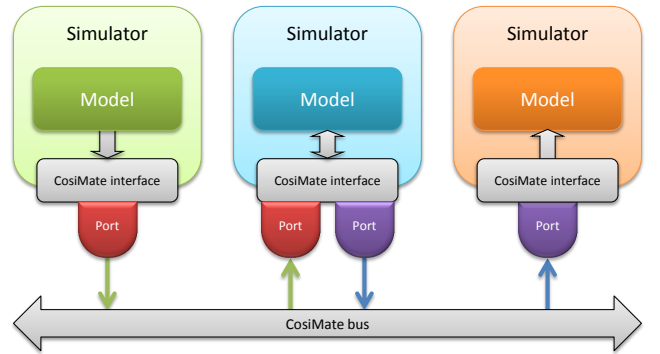 Simulator
Simulator
Simulator
Model
Model
Model
CosiMate interface
CosiMate interface
CosiMate interface
Port
Port
Port
Port
CosiMate bus